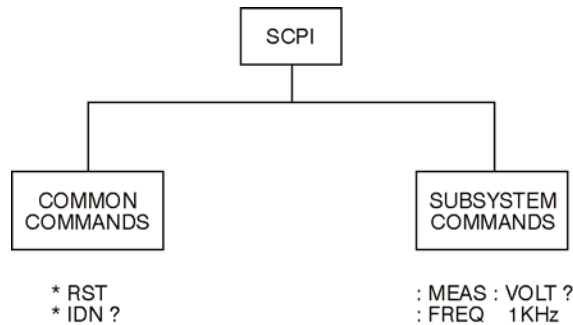 SCPI
COMMON
COMMANDS
SUBSYSTEM
COMMANDS
* RST
* IDN ?
: MEAS : VOLT ?
: FREQ 1KHz